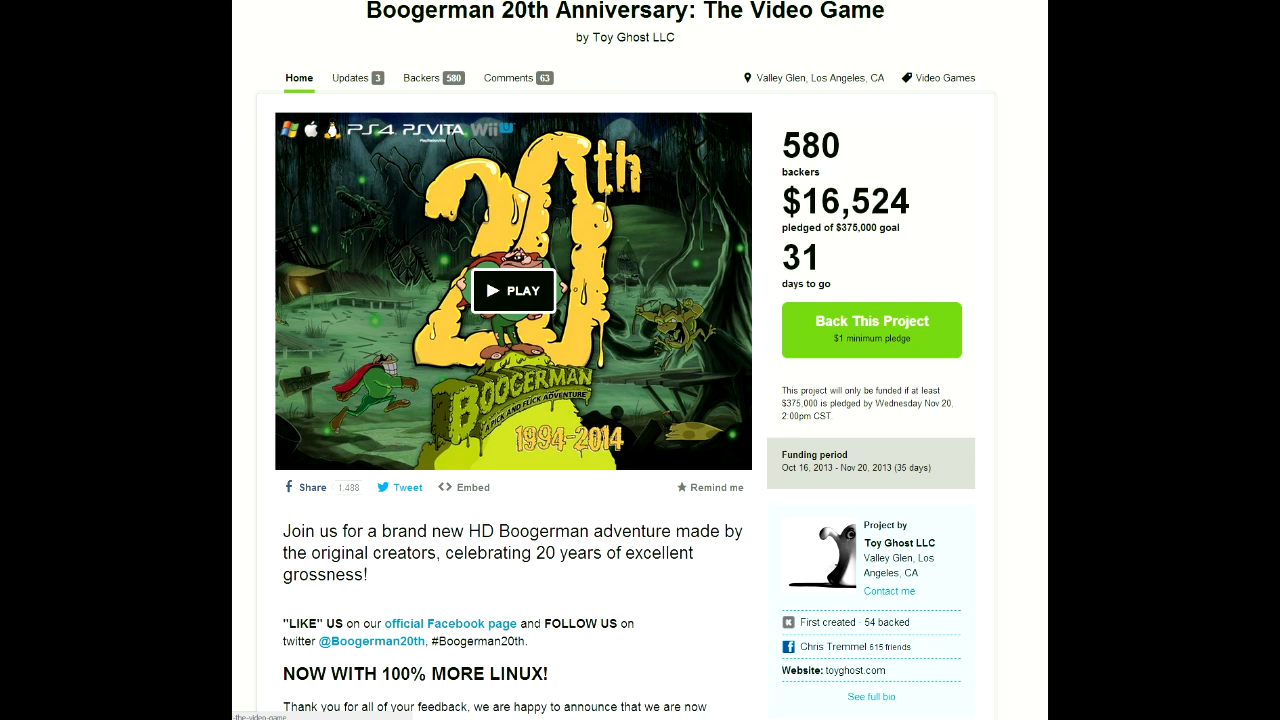 Boogerman 20th Anniversary: The Video Game
by Toy Ghost LLC
Home Updates 3 Backers 580 Comments 63
Valley Glen, Los Angeles, CA Video Games
PS4 PSVITA WiiU
20th
PLAY
BOOGERMAN
A PICK AND FLICK ADVENTURE
1994-2014
580
backers
$16,524
pledged of $375,000 goal
31
days to go
Back This Project
$1 minimum pledge
This project will only be funded if at least
$375,000 is pledged by Wednesday Nov 20,
2:00pm CST.
Funding period
Oct 16, 2013 - Nov 20, 2013 (35 days)
Share 1,488 Tweet Embed Remind me
Join us for a brand new HD Boogerman adventure made by
the original creators, celebrating 20 years of excellent
grossness!
"LIKE" US on our official Facebook page and FOLLOW US on
twitter @Boogerman20th, #Boogerman20th.
NOW WITH 100% MORE LINUX!
Thank you for all of your feedback, we are happy to announce that we are now
Project by
Toy Ghost LLC
Valley Glen, Los
Angeles, CA
Contact me
First created · 54 backed
Chris Tremmel 615 friends
Website: toyghost.com
See full bio
-the-video-game